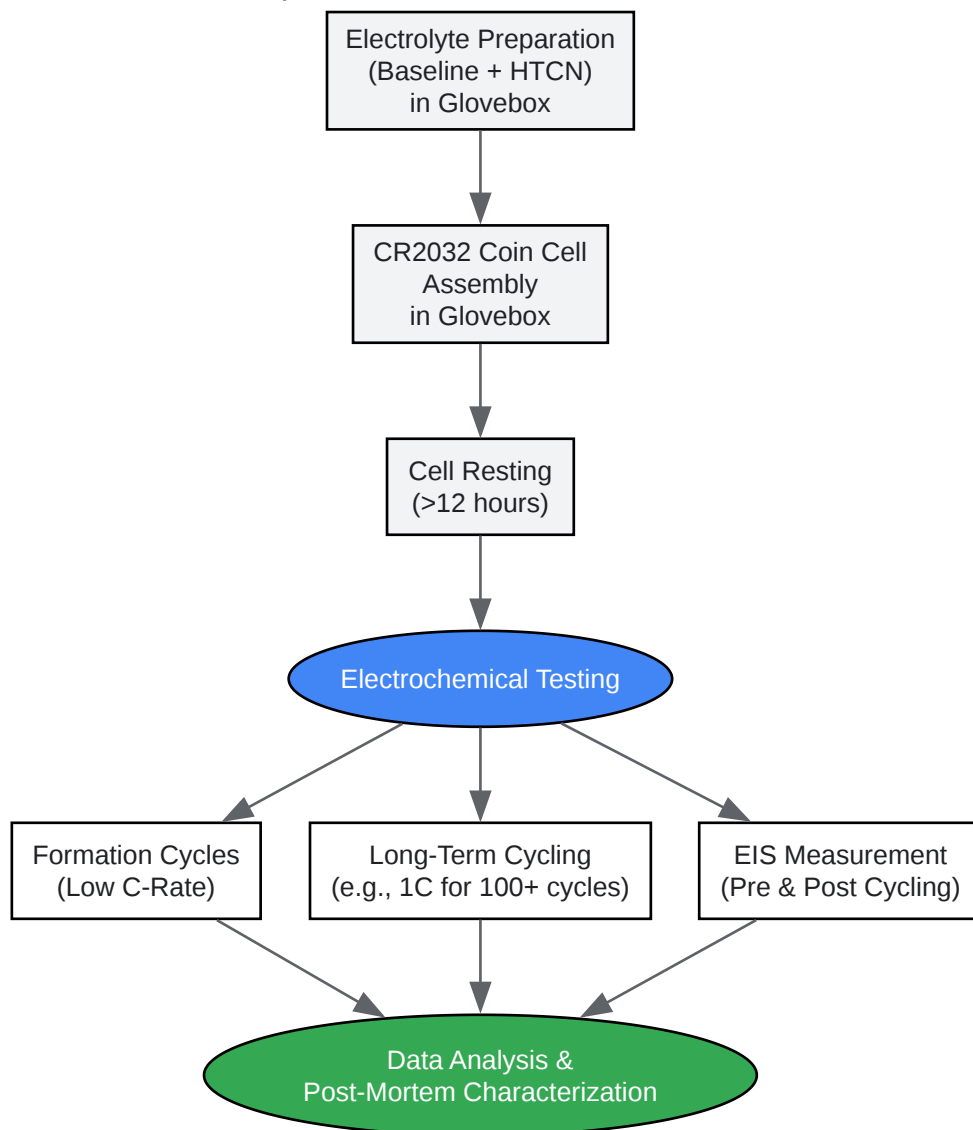 Electrolyte Preparation
(Baseline + HTCN)
in Glovebox
CR2032 Coin Cell
Assembly
in Glovebox
Cell Resting
(>12 hours)
Electrochemical Testing
Formation Cycles
(Low C-Rate)
Long-Term Cycling
(e.g., 1C for 100+ cycles)
EIS Measurement
(Pre & Post Cycling)
Data Analysis &
Post-Mortem Characterization